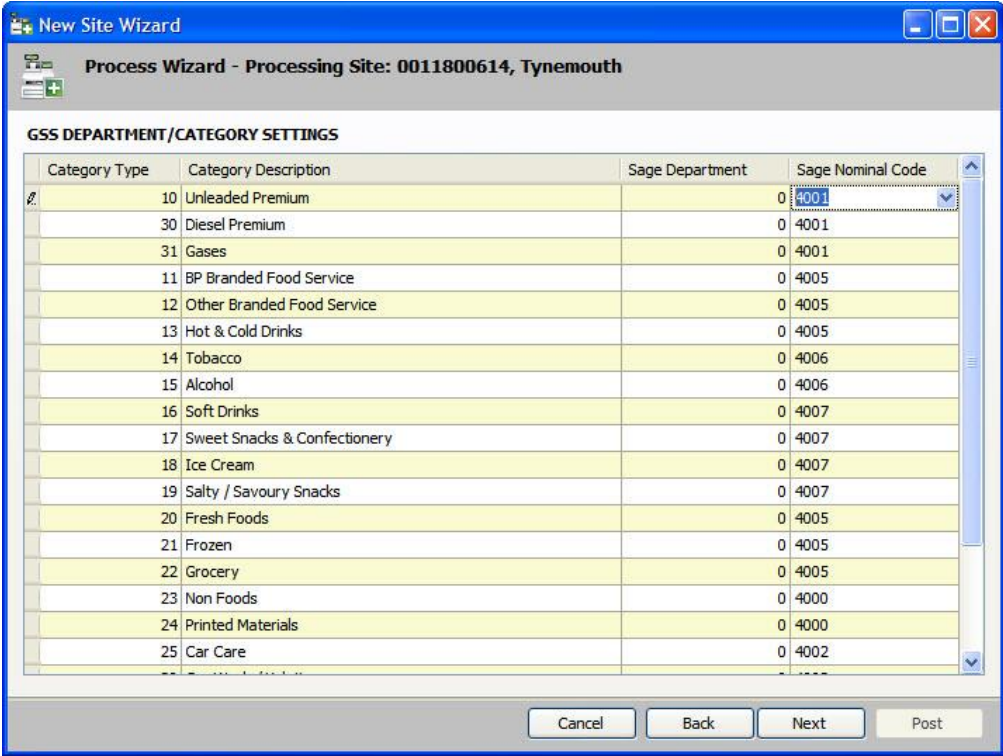 New Site Wizard
Process Wizard - Processing Site: 0011800614, Tynemouth
GSS DEPARTMENT/CATEGORY SETTINGS
Category Type Category Description Sage Department Sage Nominal Code
10 Unleaded Premium 0 4001
30 Diesel Premium 0 4001
31 Gases 0 4001
11 BP Branded Food Service 0 4005
12 Other Branded Food Service 0 4005
13 Hot & Cold Drinks 0 4005
14 Tobacco 0 4006
15 Alcohol 0 4006
16 Soft Drinks 0 4007
17 Sweet Snacks & Confectionery 0 4007
18 Ice Cream 0 4007
19 Salty / Savoury Snacks 0 4007
20 Fresh Foods 0 4005
21 Frozen 0 4005
22 Grocery 0 4005
23 Non Foods 0 4000
24 Printed Materials 0 4000
25 Car Care 0 4002
Cancel Back Next Post